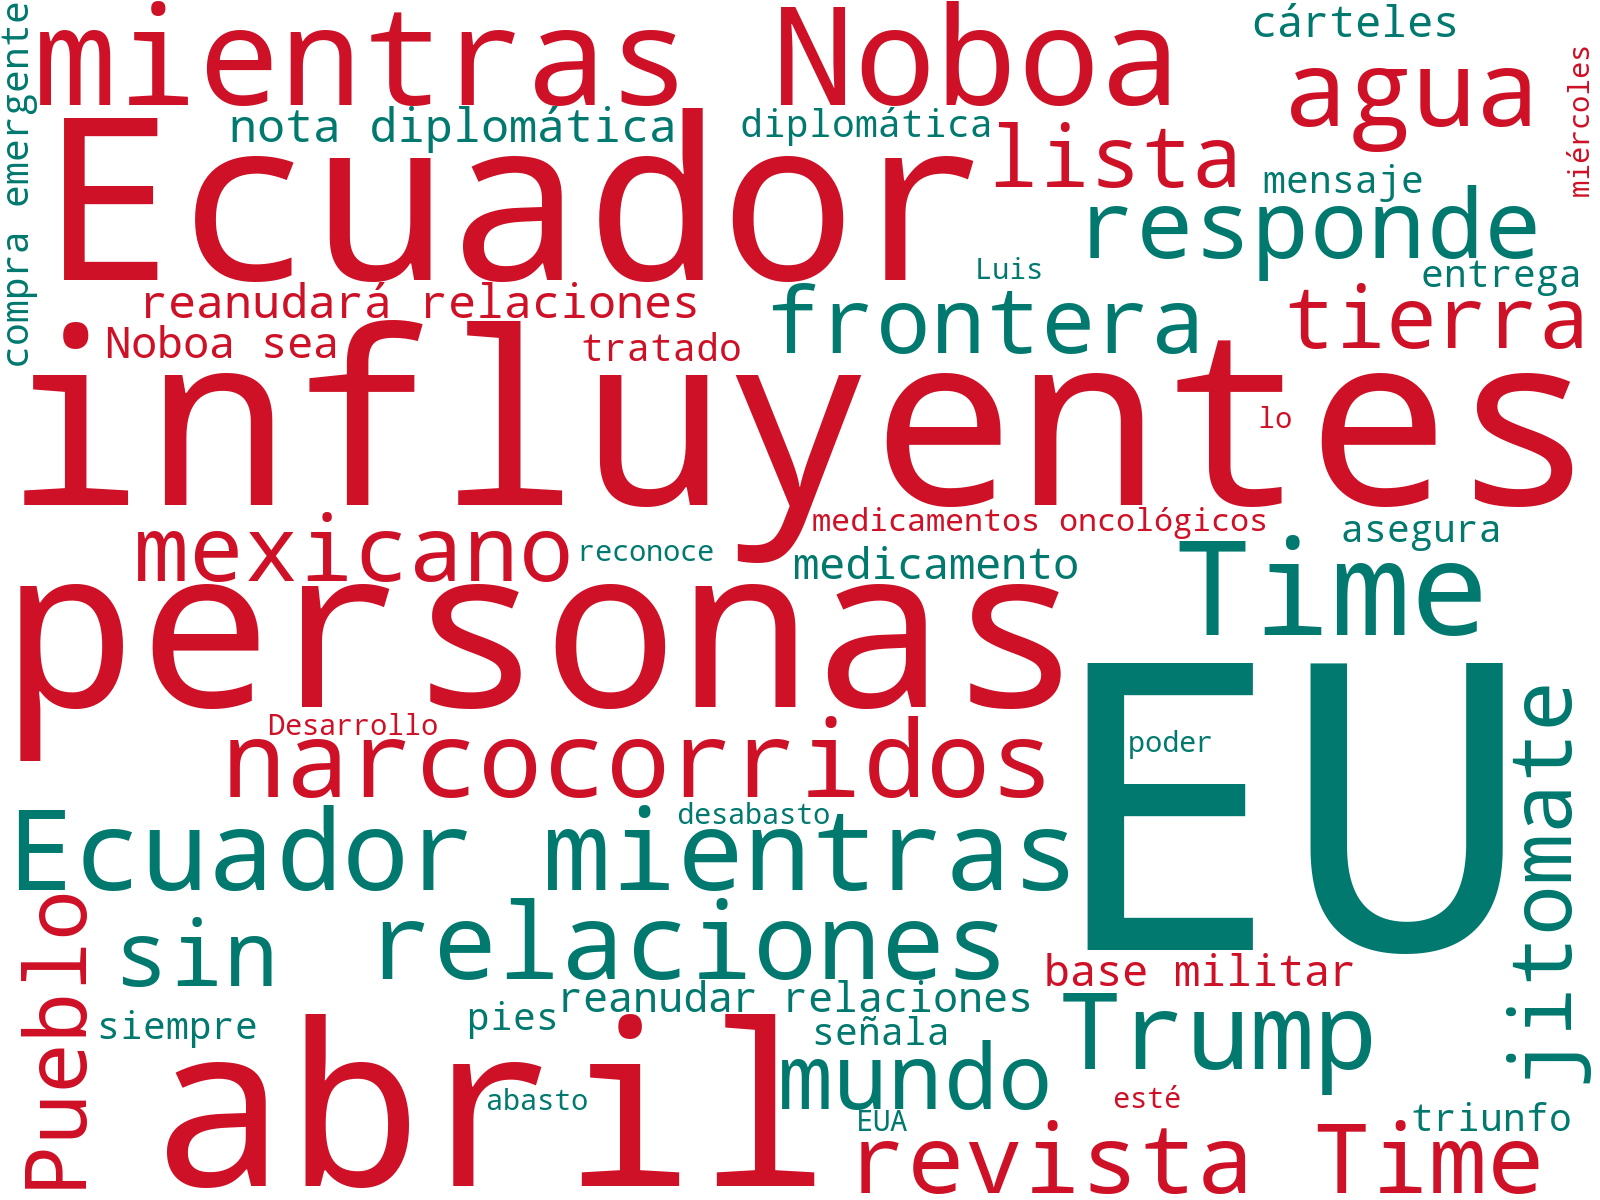 mientras
Noboa
cárteles
compra emergente
agua
miércoles
nota diplomática
diplomática
Ecuador
lista
mensaje
responde
Luis
entrega
reanudará relaciones
frontera
tierra
Noboa sea
tratado
influyentes
lo
medicamentos oncológicos
asegura
mexicano
reconoce
medicamento
Time
personas
EU
Desarrollo
poder
narcocorridos
jitomate
desabasto
Ecuador mientras
Pueblo
sin
relaciones
base militar
reanudar relaciones
siempre
pies
señala
Trump
abril
mundo
abasto
esté
EUA
triunfo
revista Time